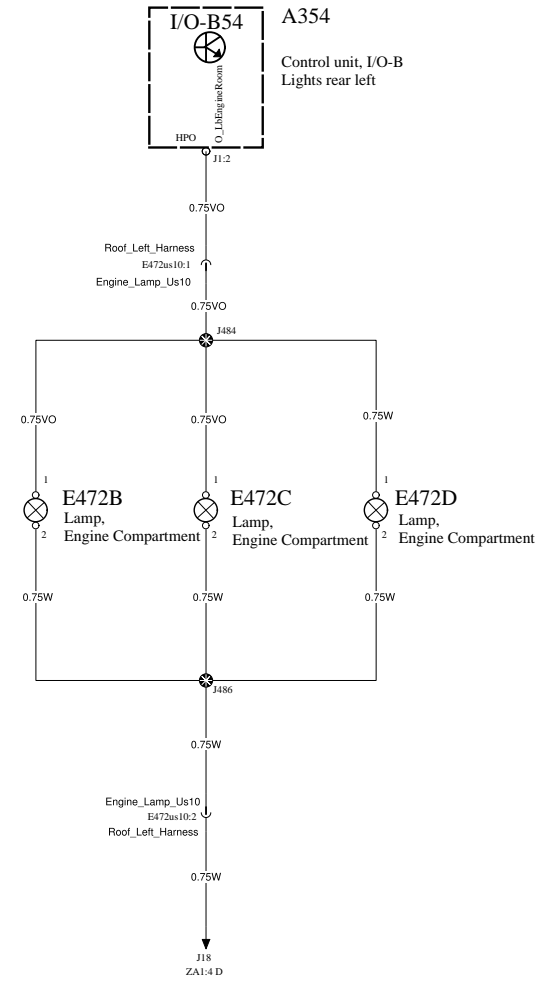 I/O-B54
A354
Control unit, I/O-B
Lights rear left
O_LbEngineRoom
HPO
J1:2
0.75VO
Roof_Left_Harness
E472us10:1
Engine_Lamp_Us10
0.75VO
J484
0.75VO
0.75VO
0.75W
1
1
1
E472B
Lamp,
Engine Compartment
E472C
Lamp,
Engine Compartment
E472D
Lamp,
Engine Compartment
2
2
2
0.75W
0.75W
0.75W
J486
0.75W
Engine_Lamp_Us10
E472us10:2
Roof_Left_Harness
0.75W
J18
ZA1:4 D